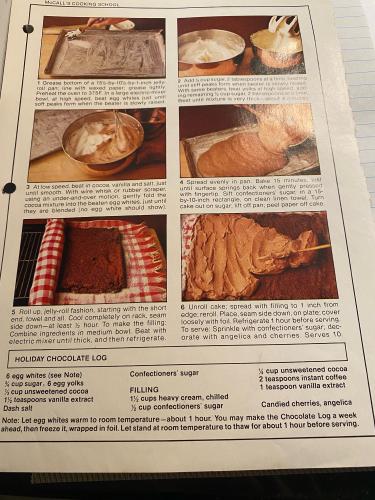 McCALL'S COOKING SCHOOL
1 Grease bottom of a 15½-by-10½-by-1-inch jelly-
roll pan; line with waxed paper; grease lightly.
Preheat the oven to 375F. In a large electric-mixer
bowl, at high speed, beat egg whites just until
soft peaks form when the beater is slowly raised.
2 Add ¼ cup sugar, 2 tablespoons at a time, beating
until stiff peaks form when beater is slowly raised.
With same beaters, beat yolks at high speed, add-
ing remaining ½ cup sugar, 2 tablespoons at a time.
Beat until mixture is very thick—about 4 minutes.
3 At low speed, beat in cocoa, vanilla and salt, just
until smooth. With wire whisk or rubber scraper,
using an under-and-over motion, gently fold the
cocoa mixture into the beaten egg whites, just until
they are blended (no egg white should show).
4 Spread evenly in pan. Bake 15 minutes, just
until surface springs back when gently pressed
with fingertip. Sift confectioners' sugar, in a 15-
by-10-inch rectangle, on clean linen towel. Turn
cake out on sugar; lift off pan; peel paper off cake.
5 Roll up, jelly-roll fashion, starting with the short
end, towel and all. Cool completely on rack, seam
side down—at least ½ hour. To make the filling:
Combine ingredients in medium bowl. Beat with
electric mixer until thick, and then refrigerate.
6 Unroll cake; spread with filling to 1 inch from
edge; reroll. Place, seam side down, on plate; cover
loosely with foil. Refrigerate 1 hour before serving.
To serve: Sprinkle with confectioners' sugar; dec-
orate with angelica and cherries. Serves 10.
HOLIDAY CHOCOLATE LOG
6 egg whites (see Note)
¾ cup sugar, 6 egg yolks
⅓ cup unsweetened cocoa
1½ teaspoons vanilla extract
Dash salt
Confectioners' sugar
FILLING
1½ cups heavy cream, chilled
½ cup confectioners' sugar
¼ cup unsweetened cocoa
2 teaspoons instant coffee
1 teaspoon vanilla extract
Candied cherries, angelica
Note: Let egg whites warm to room temperature—about 1 hour. You may make the Chocolate Log a week
ahead, then freeze it, wrapped in foil. Let stand at room temperature to thaw for about 1 hour before serving.